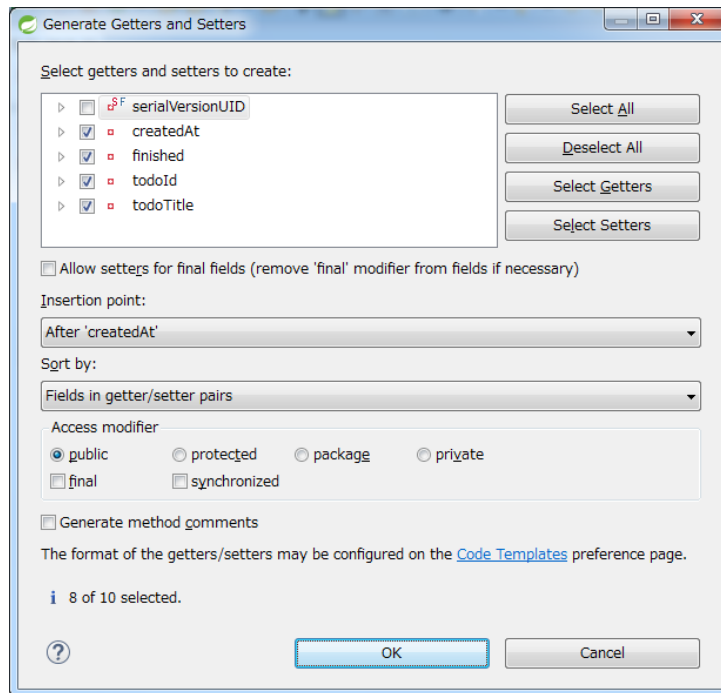 Generate Getters and Setters
Select getters and setters to create:
S F serialVersionUID
createdAt
finished
todoId
todoTitle
Select All
Deselect All
Select Getters
Select Setters
Allow setters for final fields (remove 'final' modifier from fields if necessary)
Insertion point:
After 'createdAt'
Sort by:
Fields in getter/setter pairs
Access modifier
public protected package private
final synchronized
Generate method comments
The format of the getters/setters may be configured on the Code Templates preference page.
i 8 of 10 selected.
? OK Cancel